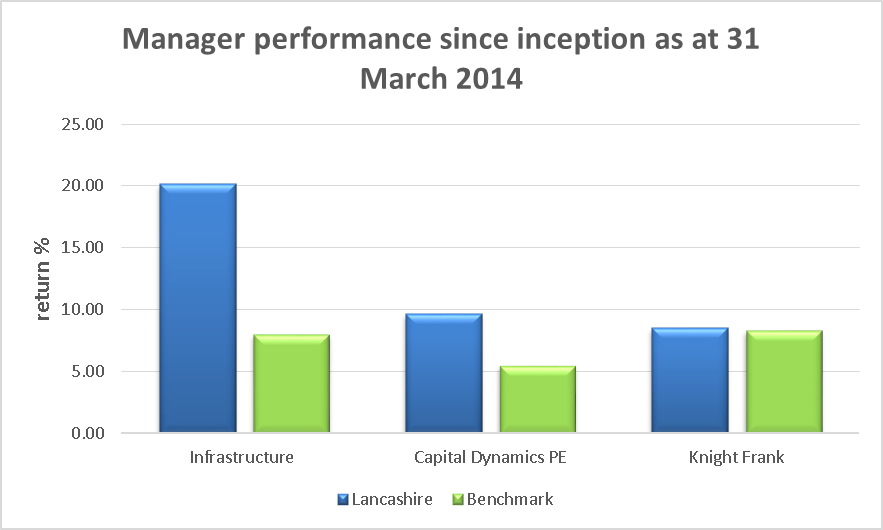 Manager performance since inception as at 31
March 2014
return %
25.00
20.00
15.00
10.00
5.00
0.00
Infrastructure Capital Dynamics PE Knight Frank
Lancashire Benchmark